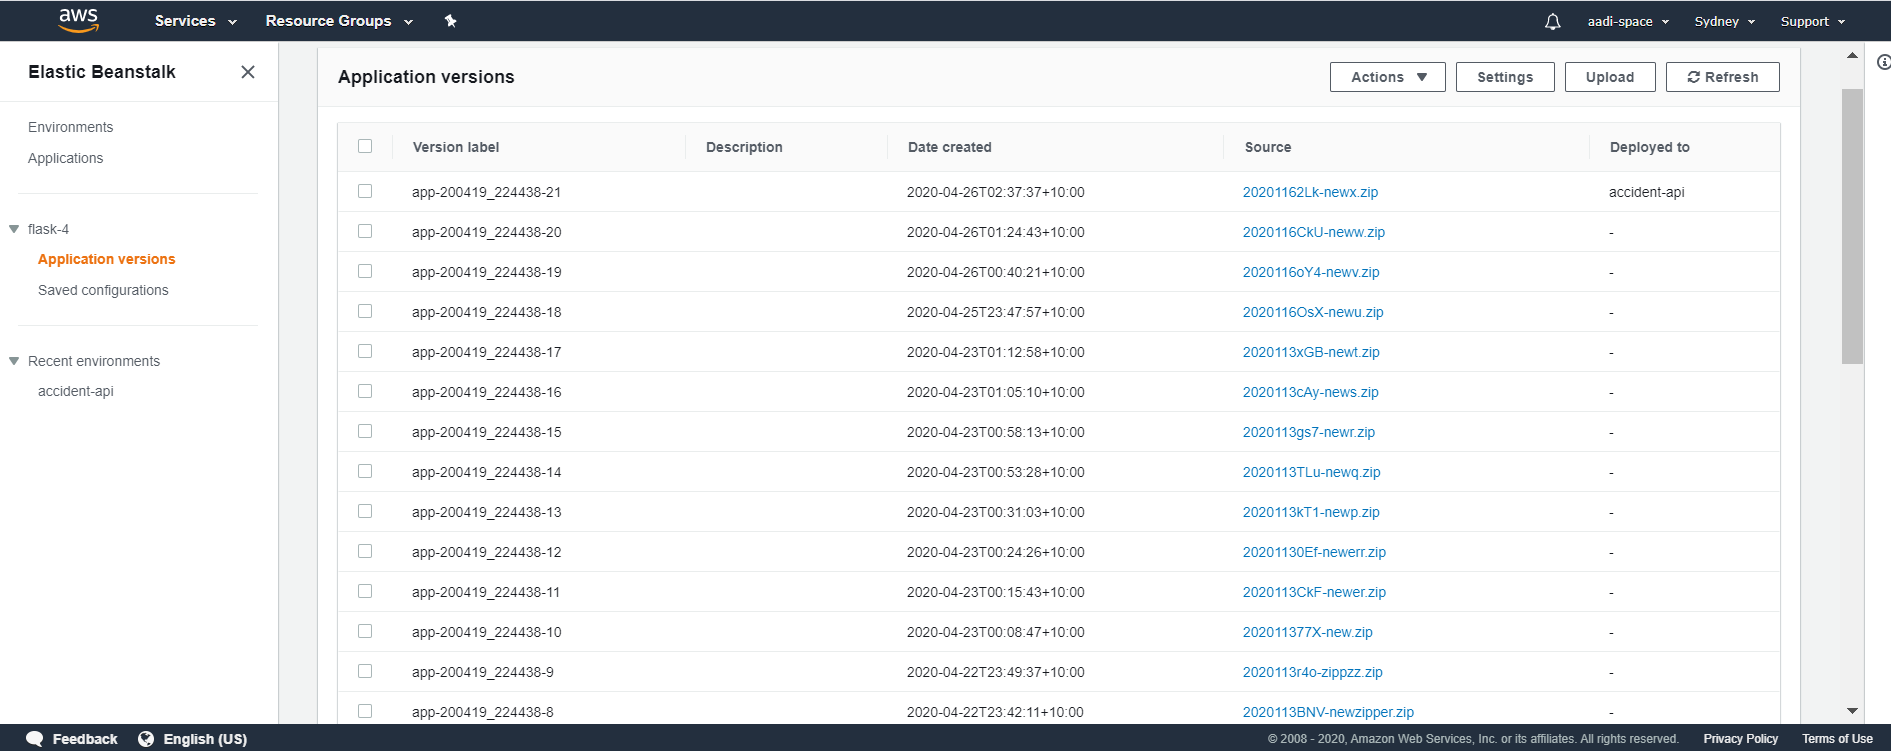 aws Services Resource Groups aadi-space Sydney Support
Elastic Beanstalk
Environments
Applications
flask-4
Application versions
Saved configurations
Recent environments
accident-api
Application versions Actions Settings Upload Refresh
Version label Description Date created Source Deployed to
app-200419_224438-21 2020-04-26T02:37:37+10:00 20201162Lk-newx.zip accident-api
app-200419_224438-20 2020-04-26T01:24:43+10:00 2020116CkU-neww.zip -
app-200419_224438-19 2020-04-26T00:40:21+10:00 2020116oY4-newv.zip -
app-200419_224438-18 2020-04-25T23:47:57+10:00 2020116OsX-newu.zip -
app-200419_224438-17 2020-04-23T01:12:58+10:00 2020113xGB-newt.zip -
app-200419_224438-16 2020-04-23T01:05:10+10:00 2020113cAy-news.zip -
app-200419_224438-15 2020-04-23T00:58:13+10:00 2020113gs7-newr.zip -
app-200419_224438-14 2020-04-23T00:53:28+10:00 2020113TLu-newq.zip -
app-200419_224438-13 2020-04-23T00:31:03+10:00 2020113kT1-newp.zip -
app-200419_224438-12 2020-04-23T00:24:26+10:00 20201130Ef-newerr.zip -
app-200419_224438-11 2020-04-23T00:15:43+10:00 2020113CkF-newer.zip -
app-200419_224438-10 2020-04-23T00:08:47+10:00 202011377X-new.zip -
app-200419_224438-9 2020-04-22T23:49:37+10:00 2020113r4o-zippzz.zip -
app-200419_224438-8 2020-04-22T23:42:11+10:00 2020113BNV-newzipper.zip -
Feedback English (US) © 2008 - 2020, Amazon Web Services, Inc. or its affiliates. All rights reserved. Privacy Policy Terms of Use